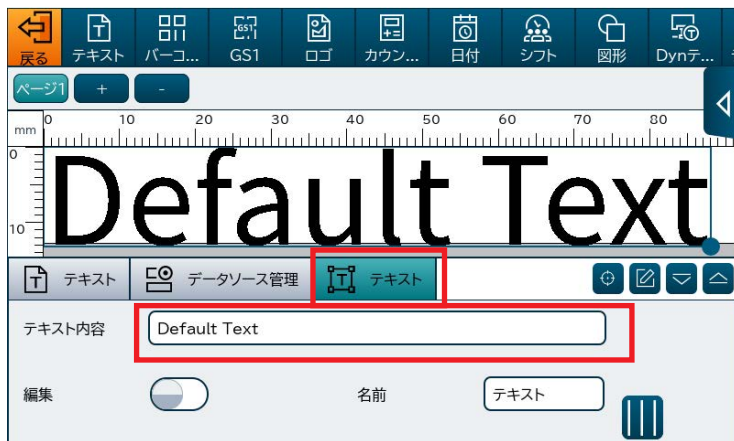 戻る テキスト バーコ... GS1 ロゴ カウン... 日付 シフト 図形 Dynテ...
ページ1 + -
mm 0 10 20 30 40 50 60 70 80
0
Default Text
10
テキスト データソース管理 テキスト
テキスト内容 Default Text
編集 名前 テキスト